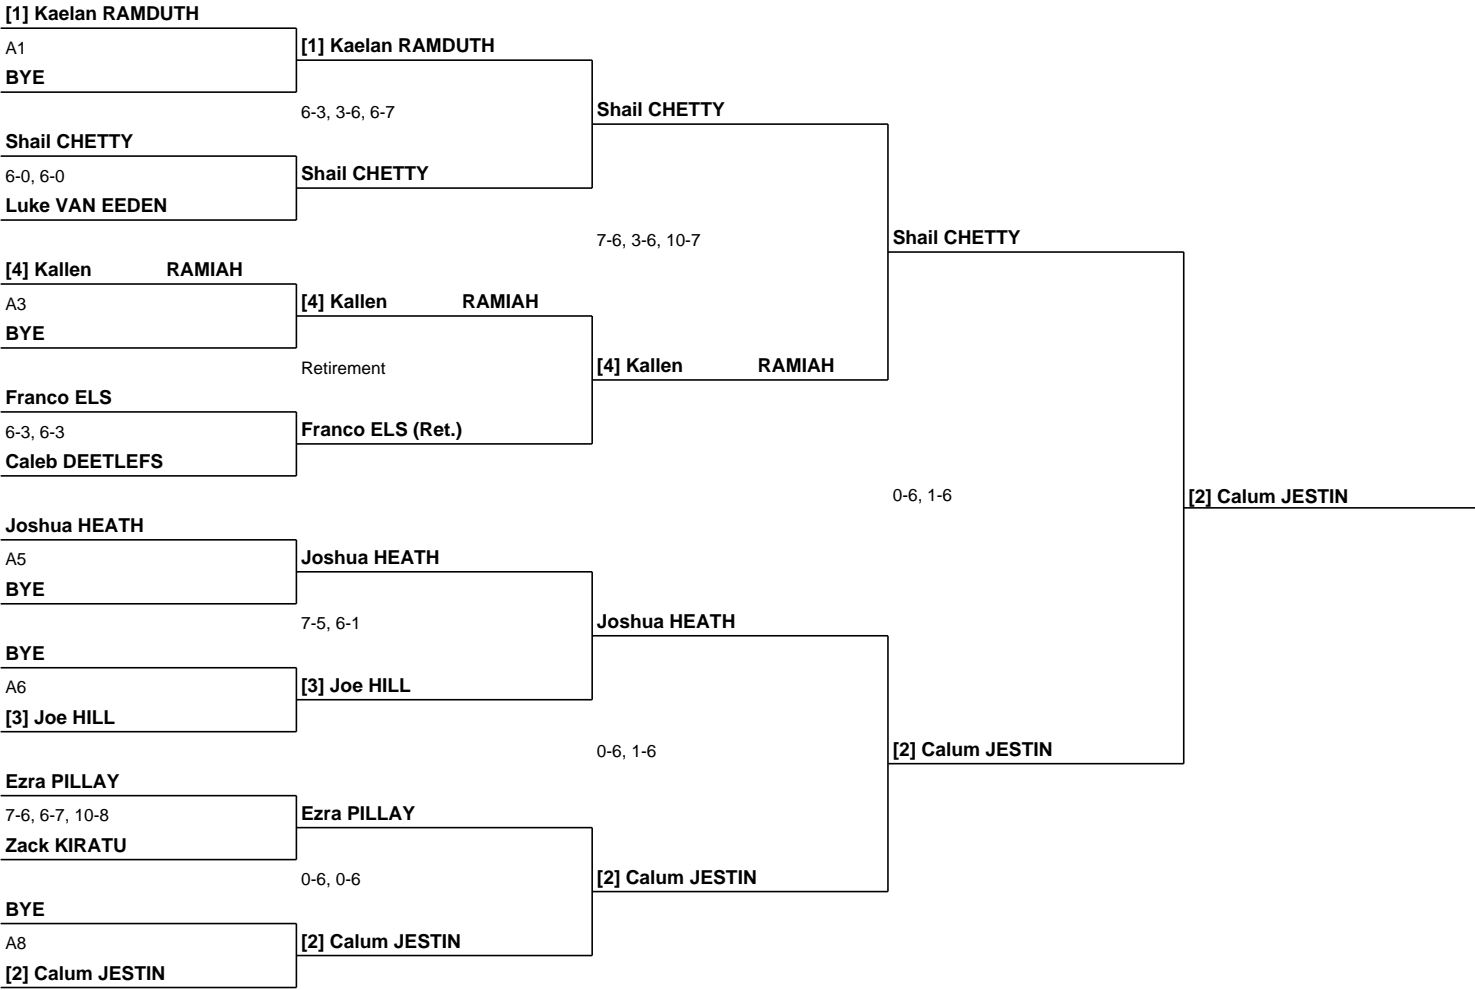 [1] Kaelan RAMDUTH
A1
BYE
Shail CHETTY
6-0, 6-0
Luke VAN EEDEN
[4] Kallen RAMIAH
A3
BYE
Franco ELS
6-3, 6-3
Caleb DEETLEFS
Joshua HEATH
A5
BYE
BYE
A6
[3] Joe HILL
Ezra PILLAY
7-6, 6-7, 10-8
Zack KIRATU
BYE
A8
[2] Calum JESTIN
[1] Kaelan RAMDUTH
6-3, 3-6, 6-7
Shail CHETTY
[4] Kallen RAMIAH
Retirement
Franco ELS (Ret.)
Joshua HEATH
7-5, 6-1
[3] Joe HILL
Ezra PILLAY
0-6, 0-6
[2] Calum JESTIN
Shail CHETTY
7-6, 3-6, 10-7
[4] Kallen RAMIAH
Joshua HEATH
0-6, 1-6
[2] Calum JESTIN
Shail CHETTY
0-6, 1-6
[2] Calum JESTIN
[2] Calum JESTIN